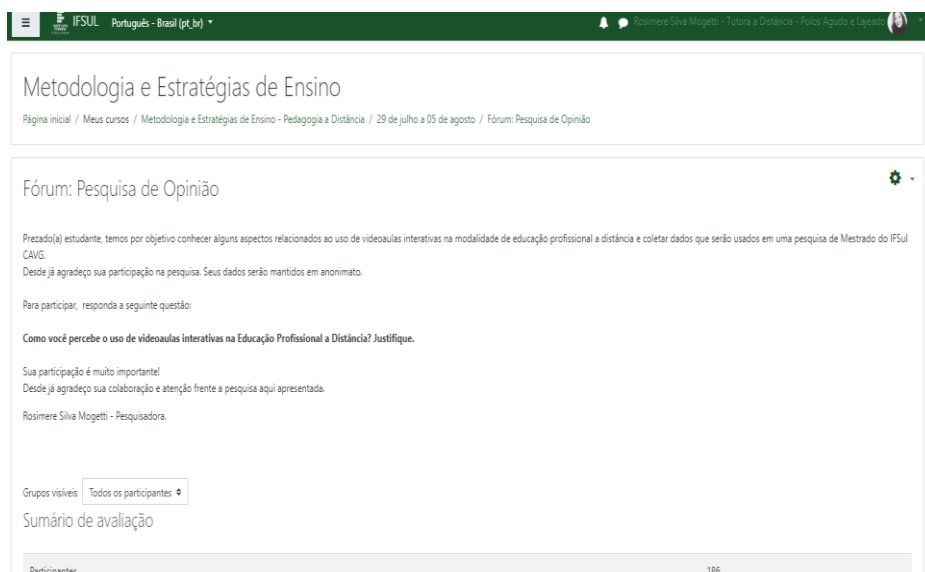 IFSUL Português - Brasil (pt_br)
Rosimere Silva Mogetti - Tutora a Distância - Polos Agudo e Lajeado
Metodologia e Estratégias de Ensino
Página inicial / Meus cursos / Metodologia e Estratégias de Ensino - Pedagogia a Distância / 29 de julho a 05 de agosto / Fórum: Pesquisa de Opinião
Fórum: Pesquisa de Opinião
Prezado(a) estudante, temos por objetivo conhecer alguns aspectos relacionados ao uso de videoaulas interativas na modalidade de educação profissional a distância e coletar dados que serão usados em uma pesquisa de Mestrado do IFSul
CAVG.
Desde já agradeço sua participação na pesquisa. Seus dados serão mantidos em anonimato.
Para participar, responda a seguinte questão:
Como você percebe o uso de videoaulas interativas na Educação Profissional a Distância? Justifique.
Sua participação é muito importante!
Desde já agradeço sua colaboração e atenção frente a pesquisa aqui apresentada.
Rosimere Silva Mogetti - Pesquisadora.
Grupos visíveis Todos os participantes
Sumário de avaliação
Participantes 186